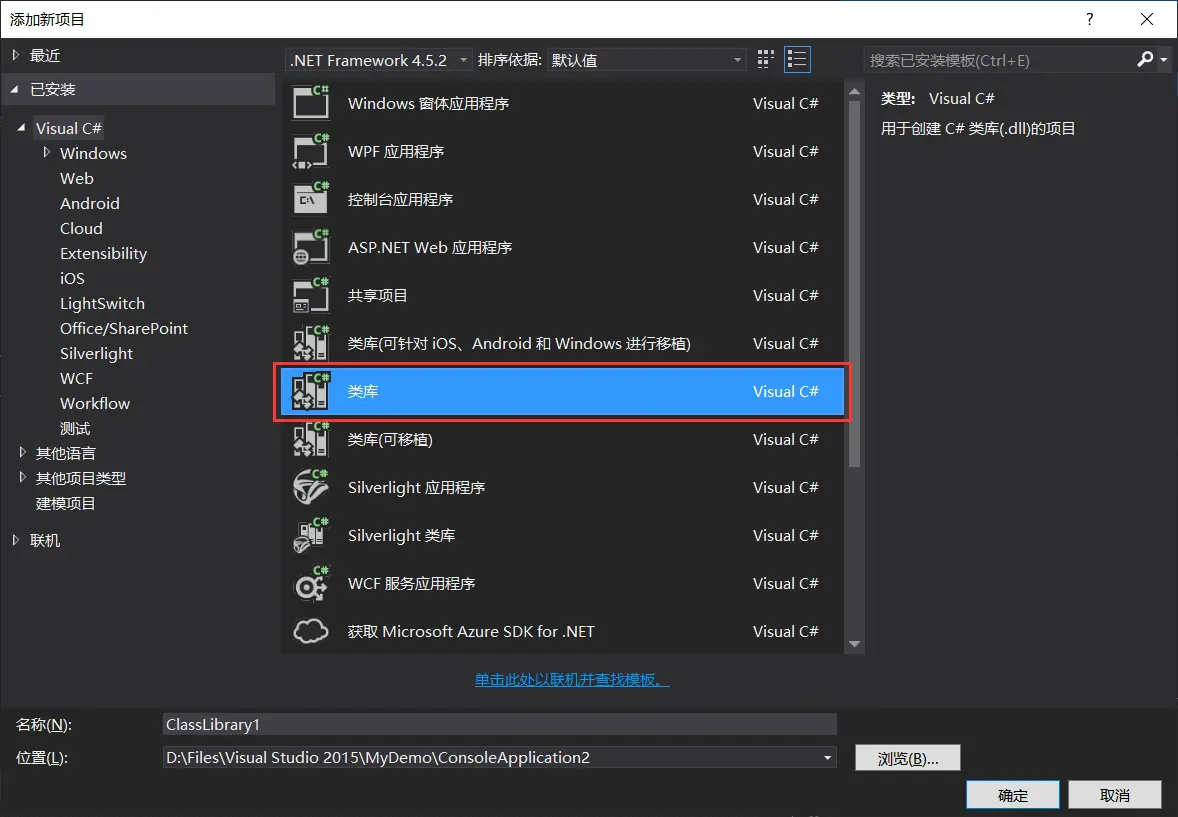 添加新项目
?
最近
已安装
Visual C#
Windows
Web
Android
Cloud
Extensibility
iOS
LightSwitch
Office/SharePoint
Silverlight
WCF
Workflow
测试
其他语言
其他项目类型
建模项目
联机
.NET Framework 4.5.2 排序依据: 默认值
C# Windows 窗体应用程序 Visual C#
C# WPF 应用程序 Visual C#
C# 控制台应用程序 Visual C#
C# ASP.NET Web 应用程序 Visual C#
C# 共享项目 Visual C#
C# 类库(可针对 iOS、Android 和 Windows 进行移植) Visual C#
C# 类库 Visual C#
C# 类库(可移植) Visual C#
C# Silverlight 应用程序 Visual C#
C# Silverlight 类库 Visual C#
C# WCF 服务应用程序 Visual C#
获取 Microsoft Azure SDK for .NET Visual C#
单击此处以联机并查找模板。
搜索已安装模板(Ctrl+E)
类型: Visual C#
用于创建 C# 类库(.dll)的项目
名称(N): ClassLibrary1
位置(L): D:\Files\Visual Studio 2015\MyDemo\ConsoleApplication2 浏览(B)...
确定 取消